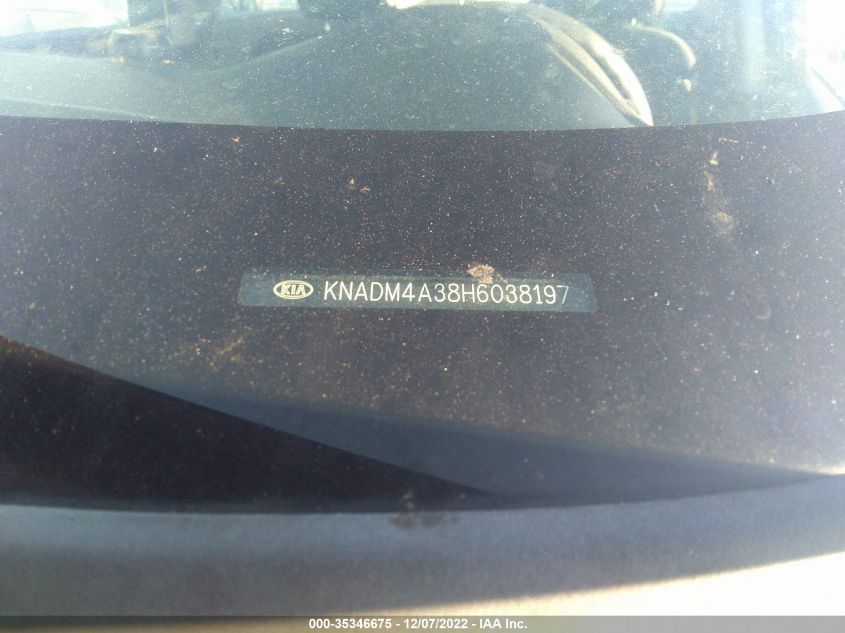 KIA KNADM4A38H6038197
000-35346675 - 12/07/2022 - IAA Inc.